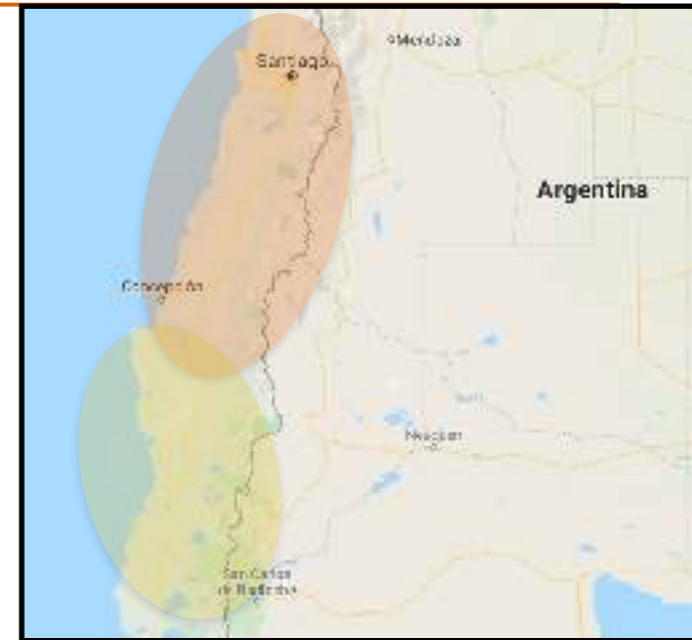 Mendoza
Santiago
Argentina
Concepción
Neuquén
San Carlos
de Bariloche